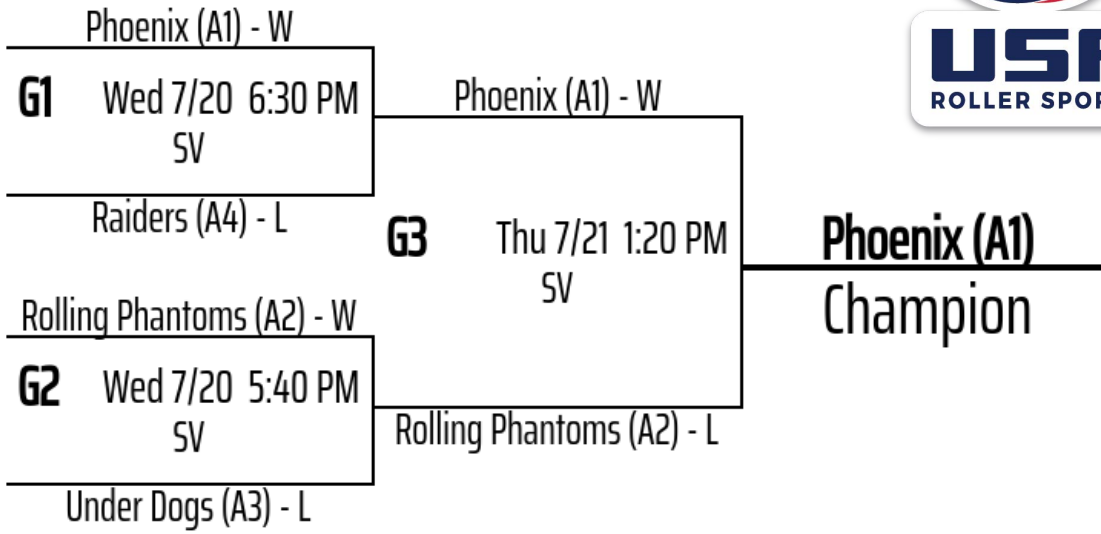 Phoenix (A1) - W
G1 Wed 7/20 6:30 PM
SV
Raiders (A4) - L
Rolling Phantoms (A2) - W
G2 Wed 7/20 5:40 PM
SV
Under Dogs (A3) - L
Phoenix (A1) - W
G3 Thu 7/21 1:20 PM
SV
Rolling Phantoms (A2) - L
Phoenix (A1)
Champion
ROLLER